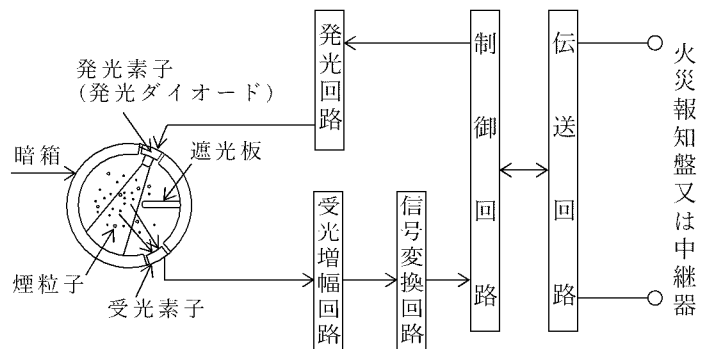 発光素子
(発光ダイオード)
暗箱
遮光板
煙粒子
受光素子
発光回路
受光増幅回路
信号変換回路
制御回路
伝送回路
火災報知盤又は中継器